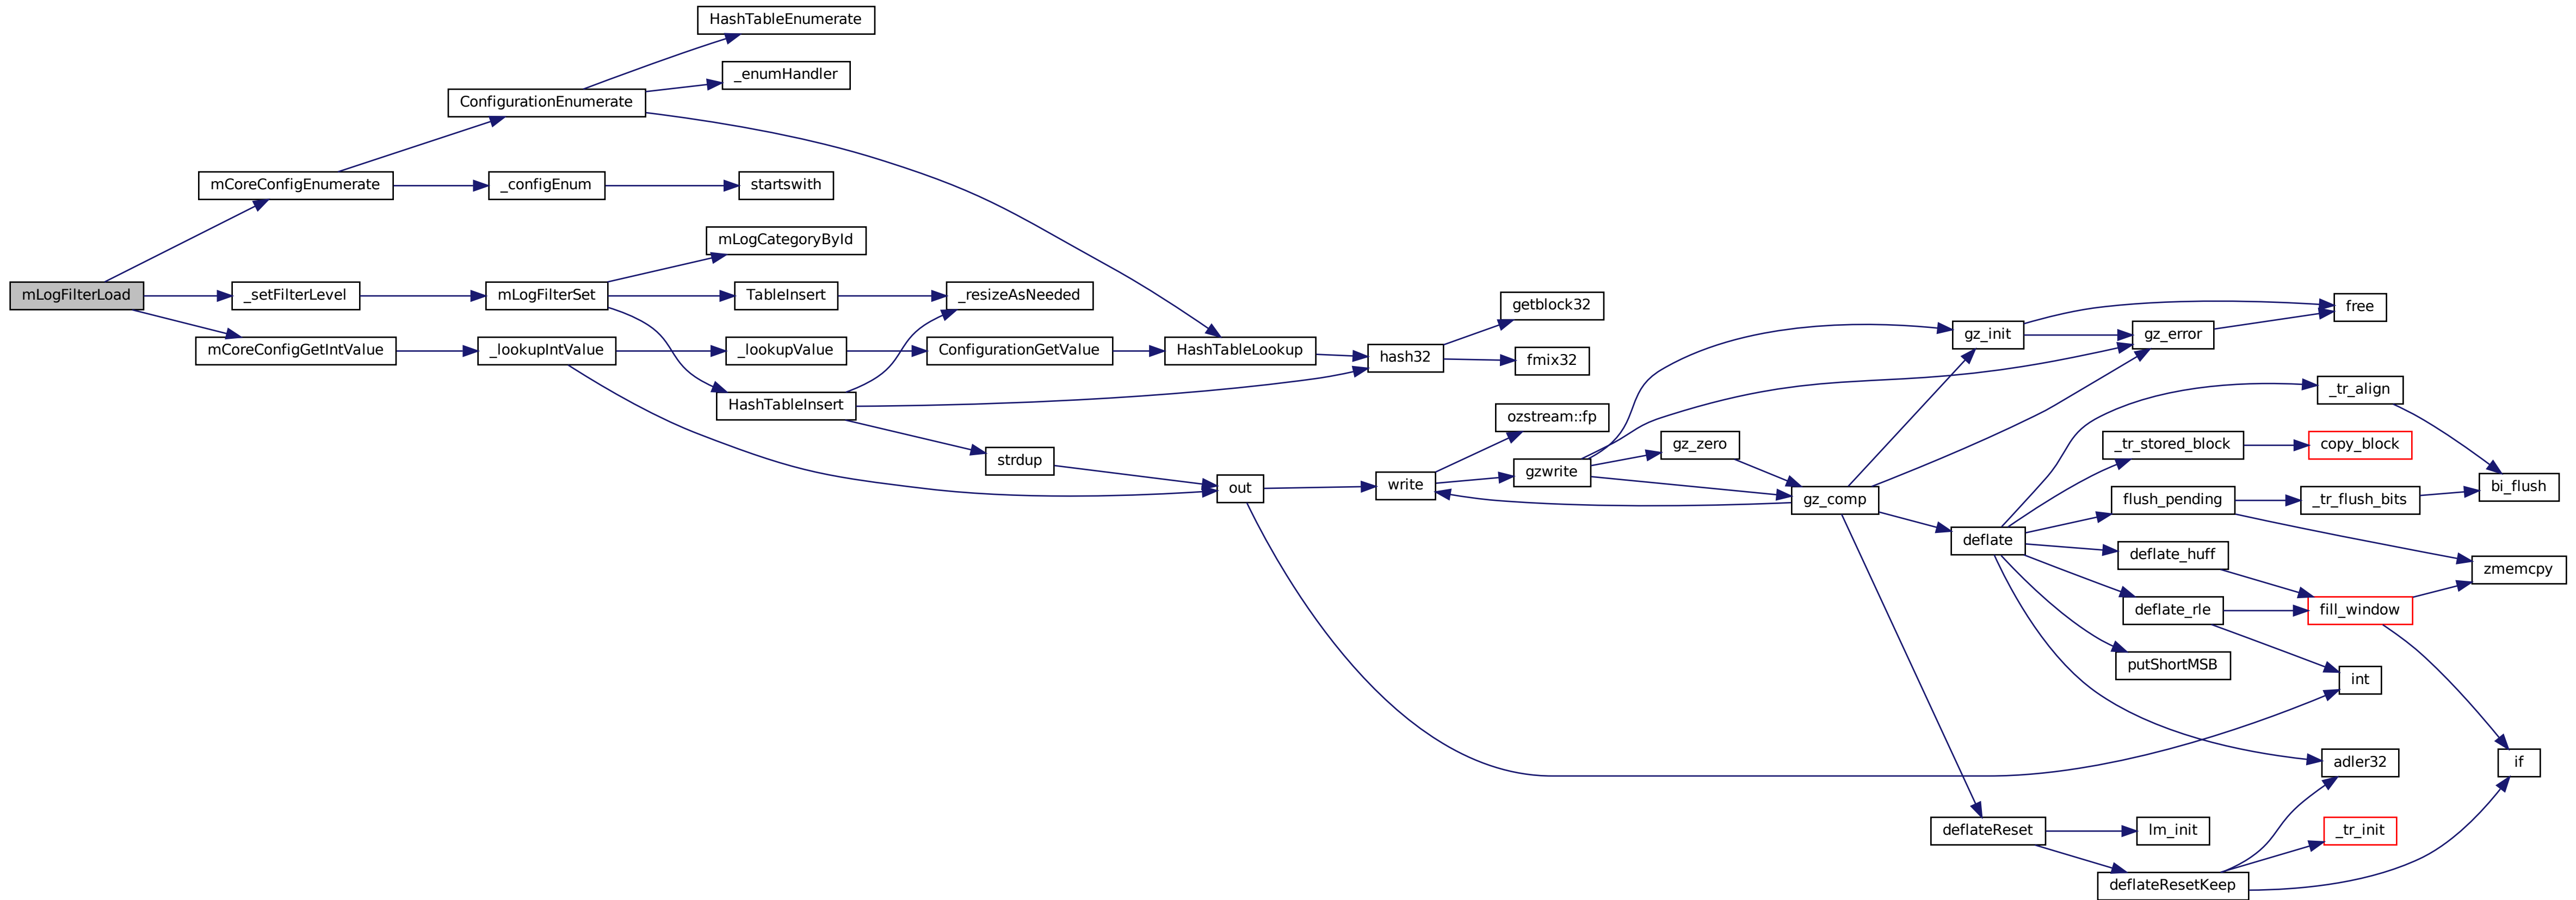 HashTableEnumerate
_enumHandler
ConfigurationEnumerate
mCoreConfigEnumerate
_configEnum
startswith
mLogCategoryById
mLogFilterLoad
_setFilterLevel
mLogFilterSet
TableInsert
_resizeAsNeeded
mCoreConfigGetIntValue
_lookupIntValue
_lookupValue
ConfigurationGetValue
HashTableLookup
hash32
getblock32
fmix32
HashTableInsert
strdup
out
write
ozstream::fp
gzwrite
gz_zero
gz_comp
gz_init
gz_error
free
deflate
_tr_align
_tr_stored_block
copy_block
flush_pending
_tr_flush_bits
bi_flush
deflate_huff
zmemcpy
deflate_rle
fill_window
putShortMSB
int
adler32
if
deflateReset
lm_init
_tr_init
deflateResetKeep